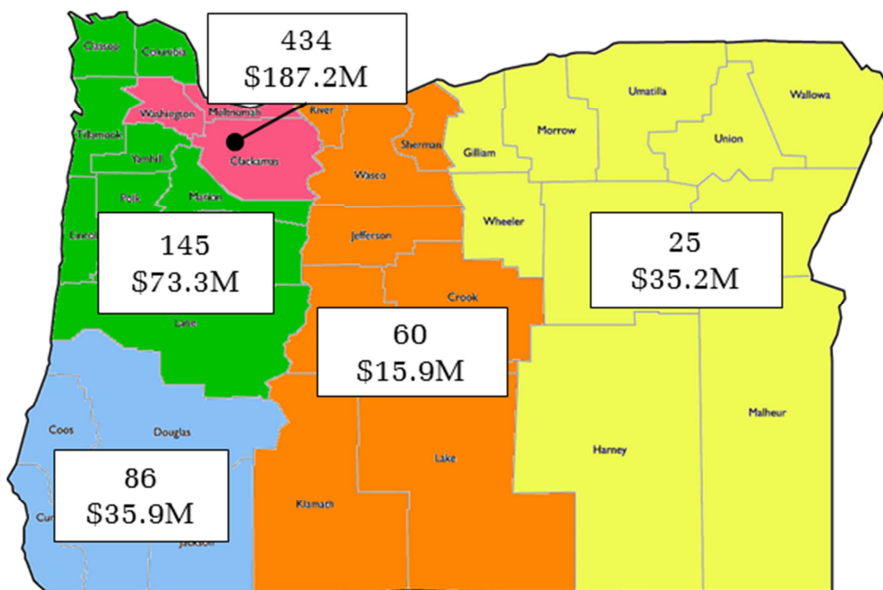 434
$187.2M
Clatsop
Columbia
Washington
Multnomah
River
Tillamook
Yamhill
Clackamas
Sherman
Wasco
Gilliam
Morrow
Umatilla
Union
Wallowa
Polk
Marion
Wheeler
Jefferson
145
$73.3M
25
$35.2M
Crook
Lane
60
$15.9M
Coos
Douglas
Malheur
Harney
Lake
86
$35.9M
Klamath